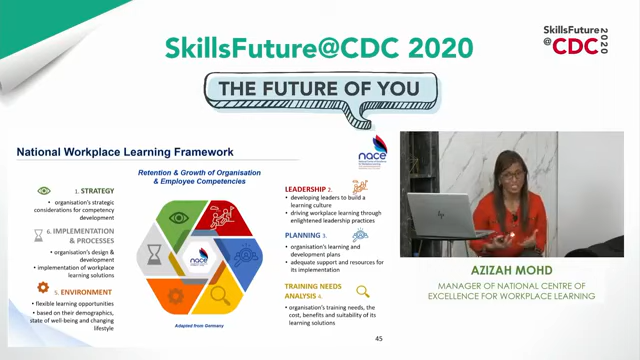 SkillsFuture@CDC 2020
SkillsFuture
@CDC
2020
THE FUTURE OF YOU
National Workplace Learning Framework
nace
Retention & Growth of Organisation
& Employee Competencies
1. STRATEGY
• organisation's strategic
considerations for competency
development
6. IMPLEMENTATION
& PROCESSES
• organisation's design &
development
• implementation of workplace
learning solutions
5. ENVIRONMENT
• flexible learning opportunities
• based on their demographics,
state of well-being and changing
lifestyle
nace
Adapted from Germany
LEADERSHIP 2.
• developing leaders to build a
learning culture
• driving workplace learning through
enlightened leadership practices
PLANNING 3.
• organisation's learning and
development plans
• adequate support and resources for
its implementation
TRAINING NEEDS
ANALYSIS 4.
• organisation's training needs, the
cost, benefits and suitability of its
learning solutions
45
hp
AZIZAH MOHD
MANAGER OF NATIONAL CENTRE OF
EXCELLENCE FOR WORKPLACE LEARNING